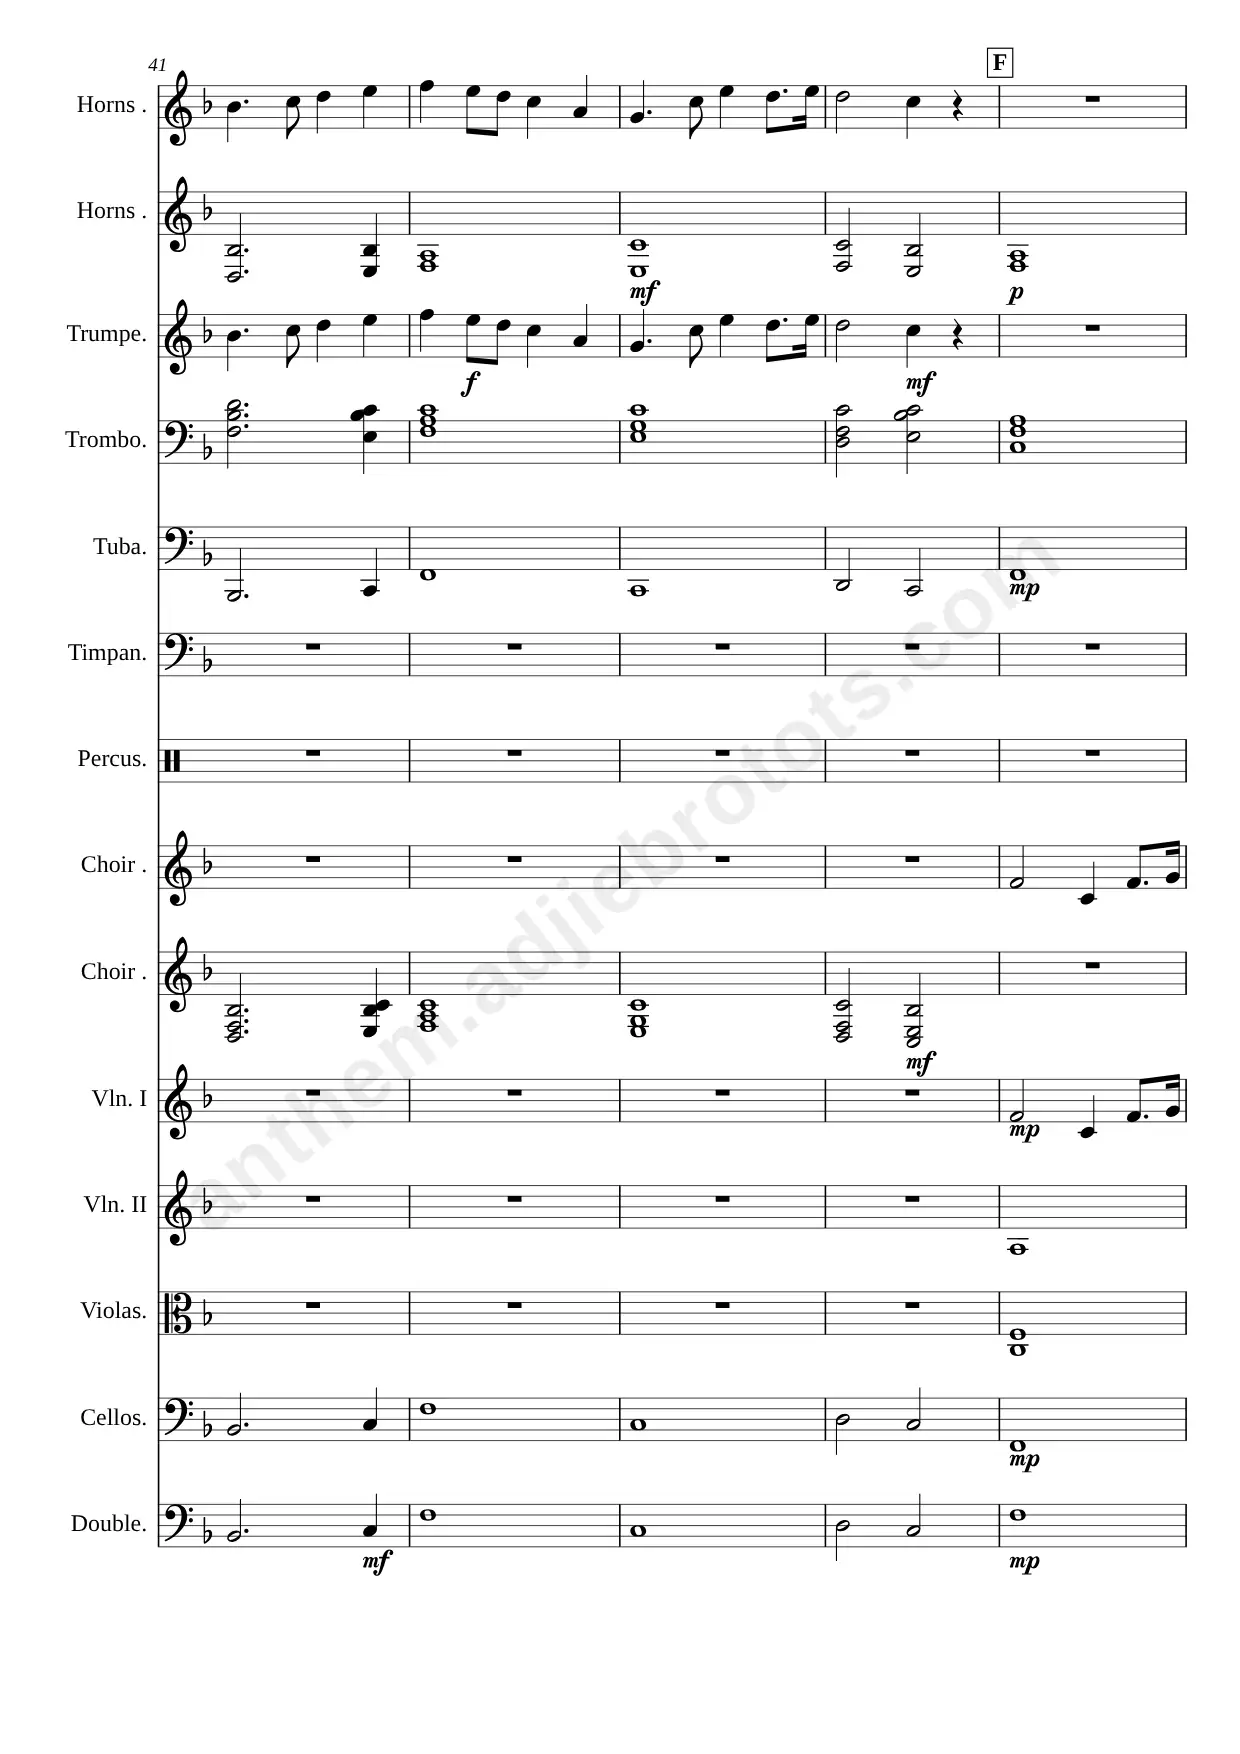 41
F
Horns .
Horns .
mf
p
Trumpe.
f
mf
Trombo.
Tuba.
mp
Timpan.
Percus.
Choir .
Choir .
mf
Vln. I
mp
Vln. II
Violas.
Cellos.
mp
Double.
mf
mp
anthem.adjiebrotots.com